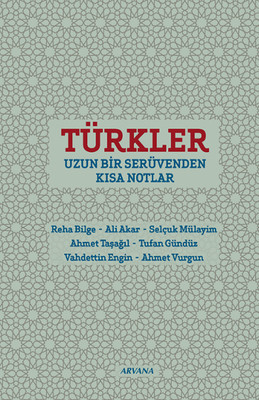 TÜRKLER
UZUN BİR SERÜVENDEN
KISA NOTLAR
Reha Bilge - Ali Akar - Selçuk Mülayim
Ahmet Taşağıl - Tufan Gündüz
Vahdettin Engin - Ahmet Vurgun
ARVANA